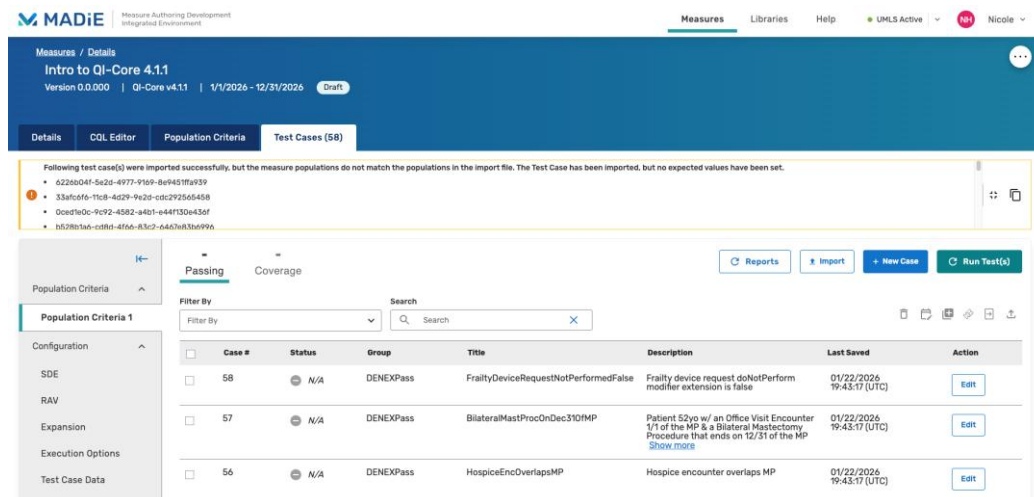 MADiE Measure Authoring Development
Integrated Environment
Measures Libraries Help UMLS Active NH Nicole
Measures / Details
Intro to QI-Core 4.1.1
Version 0.0.000 | QI-Core v4.1.1 | 1/1/2026 - 12/31/2026 Draft
Details CQL Editor Population Criteria Test Cases (58)
Following test case(s) were imported successfully, but the measure populations do not match the populations in the import file. The Test Case has been imported, but no expected values have been set.
• 6226b04f-5e2d-4977-9169-8e9451ffa939
• 33afc6f6-11c8-4d29-9e2d-cdc292565458
• 0ced1e0c-9c92-4582-a4b1-e44f130e436f
• b528b1a6-cd8d-4f66-83c2-6467e83b6996
- -
Passing Coverage
Reports Import + New Case Run Test(s)
Population Criteria
Population Criteria 1
Configuration
SDE
RAV
Expansion
Execution Options
Test Case Data
Filter By Search
Filter By Search
Case # Status Group Title Description Last Saved Action
58 N/A DENEXPass FrailtyDeviceRequestNotPerformedFalse Frailty device request doNotPerform 01/22/2026 Edit
modifier extension is false 19:43:17 (UTC)
57 N/A DENEXPass BilateralMastProcOnDec31OfMP Patient 52yo w/ an Office Visit Encounter 01/22/2026 Edit
1/1 of the MP & a Bilateral Mastectomy 19:43:17 (UTC)
Procedure that ends on 12/31 of the MP
Show more
56 N/A DENEXPass HospiceEncOverlapsMP Hospice encounter overlaps MP 01/22/2026 Edit
19:43:17 (UTC)